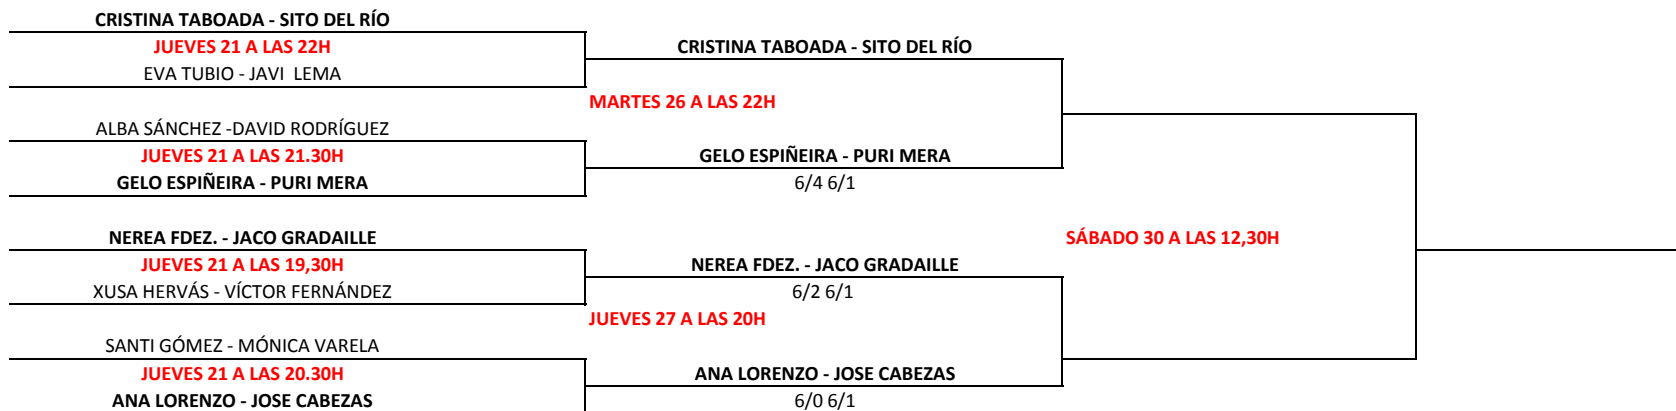 CRISTINA TABOADA - SITO DEL RÍO
JUEVES 21 A LAS 22H
EVA TUBIO - JAVI  LEMA
ALBA SÁNCHEZ -DAVID RODRÍGUEZ
JUEVES 21 A LAS 21.30H
GELO ESPIÑEIRA - PURI MERA
NEREA FDEZ. - JACO GRADAILLE
JUEVES 21 A LAS 19,30H
XUSA HERVÁS - VÍCTOR FERNÁNDEZ
SANTI GÓMEZ - MÓNICA VARELA
JUEVES 21 A LAS 20.30H
ANA LORENZO - JOSE CABEZAS
CRISTINA TABOADA - SITO DEL RÍO
MARTES 26 A LAS 22H
GELO ESPIÑEIRA - PURI MERA
6/4 6/1
NEREA FDEZ. - JACO GRADAILLE
6/2 6/1
JUEVES 27 A LAS 20H
ANA LORENZO - JOSE CABEZAS
6/0 6/1
SÁBADO 30 A LAS 12,30H